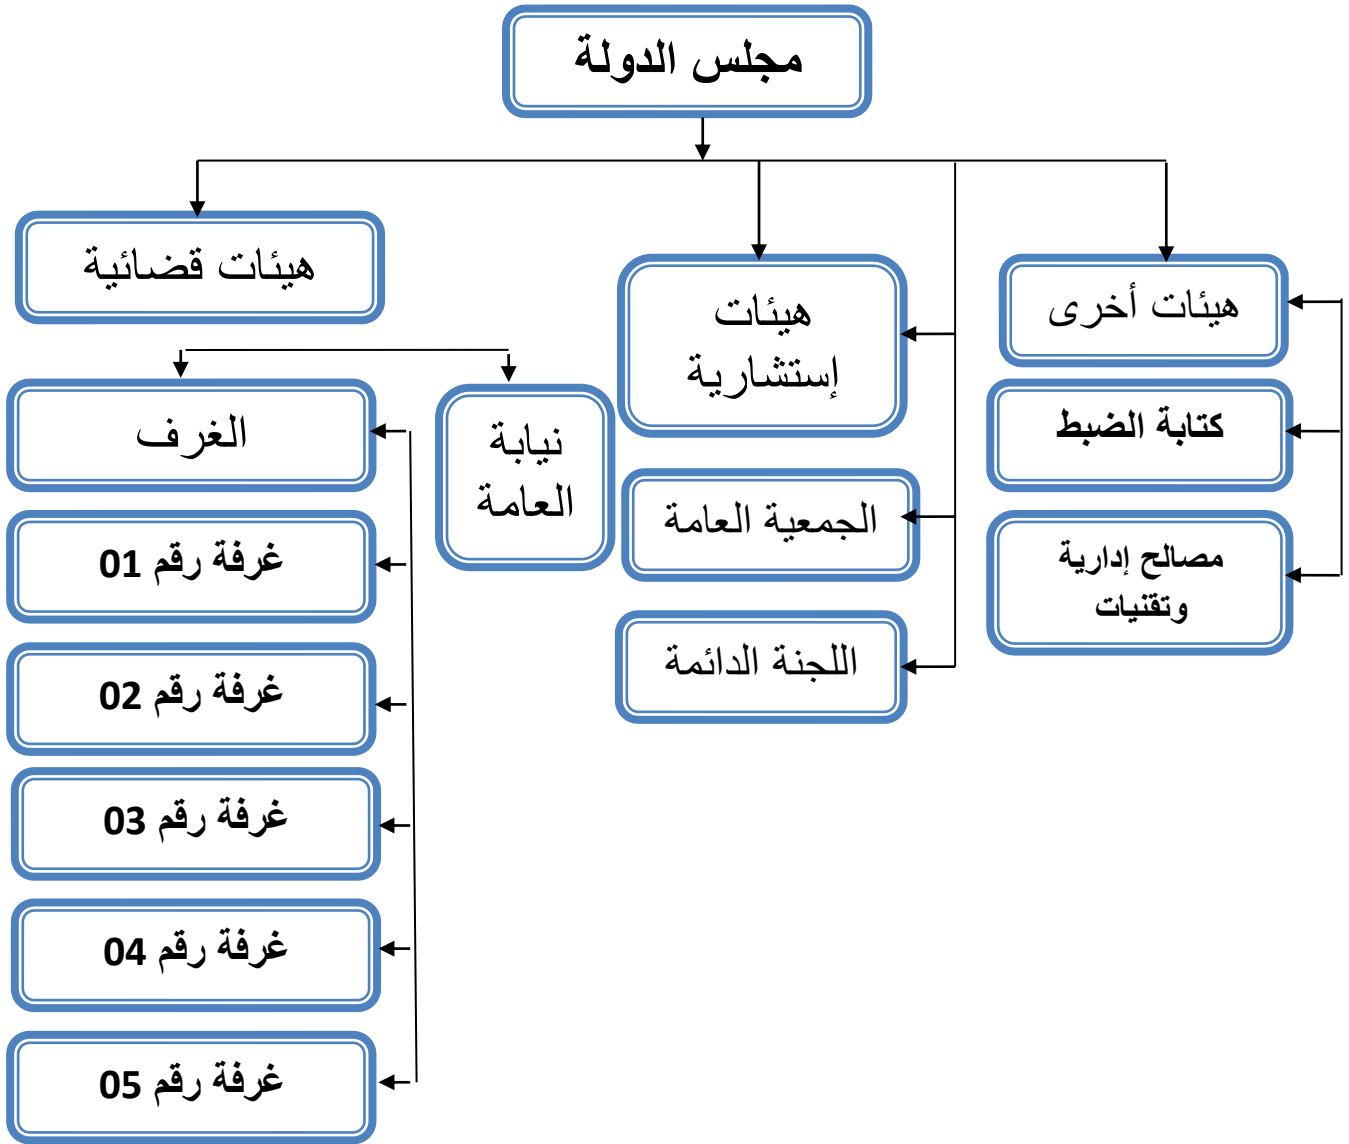 مجلس الدولة
هيئات قضائية
هيئات
إستشارية
هيئات أخرى
الغرف
نيابة
العامة
كتابة الضبط
الجمعية العامة
مصالح إدارية
وتقنيات
غرفة رقم 01
اللجنة الدائمة
غرفة رقم 02
غرفة رقم 03
غرفة رقم 04
غرفة رقم 05